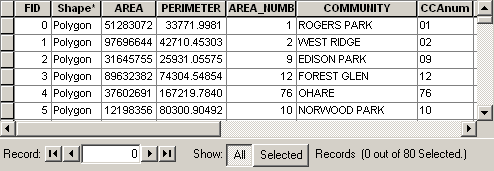 FID Shape* AREA PERIMETER AREA_NUMB COMMUNITY CCAnum
0 Polygon 51283072 33771.9981 1 ROGERS PARK 01
1 Polygon 97696644 42710.45303 2 WEST RIDGE 02
2 Polygon 31645755 25931.05575 9 EDISON PARK 09
3 Polygon 89632382 74304.54854 12 FOREST GLEN 12
4 Polygon 37602691 167219.7840 76 OHARE 76
5 Polygon 12198356 80300.90492 10 NORWOOD PARK 10
Record: 0 Show: All Selected Records (0 out of 80 Selected.)